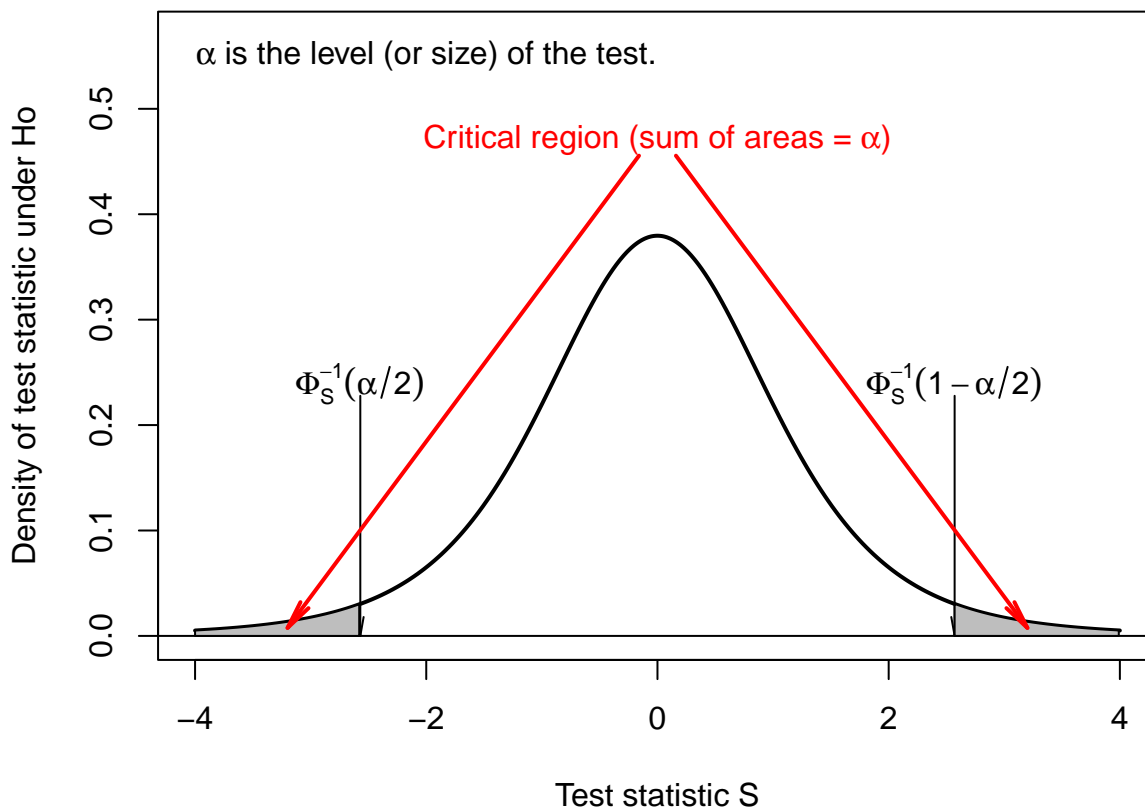 α is the level (or size) of the test.
Critical region (sum of areas = α)
Φ_S^−1(α/2)
Φ_S^−1(1−α/2)
Density of test statistic under Ho
0.5
0.4
0.3
0.2
0.1
0.0
−4
−2
0
2
4
Test statistic S